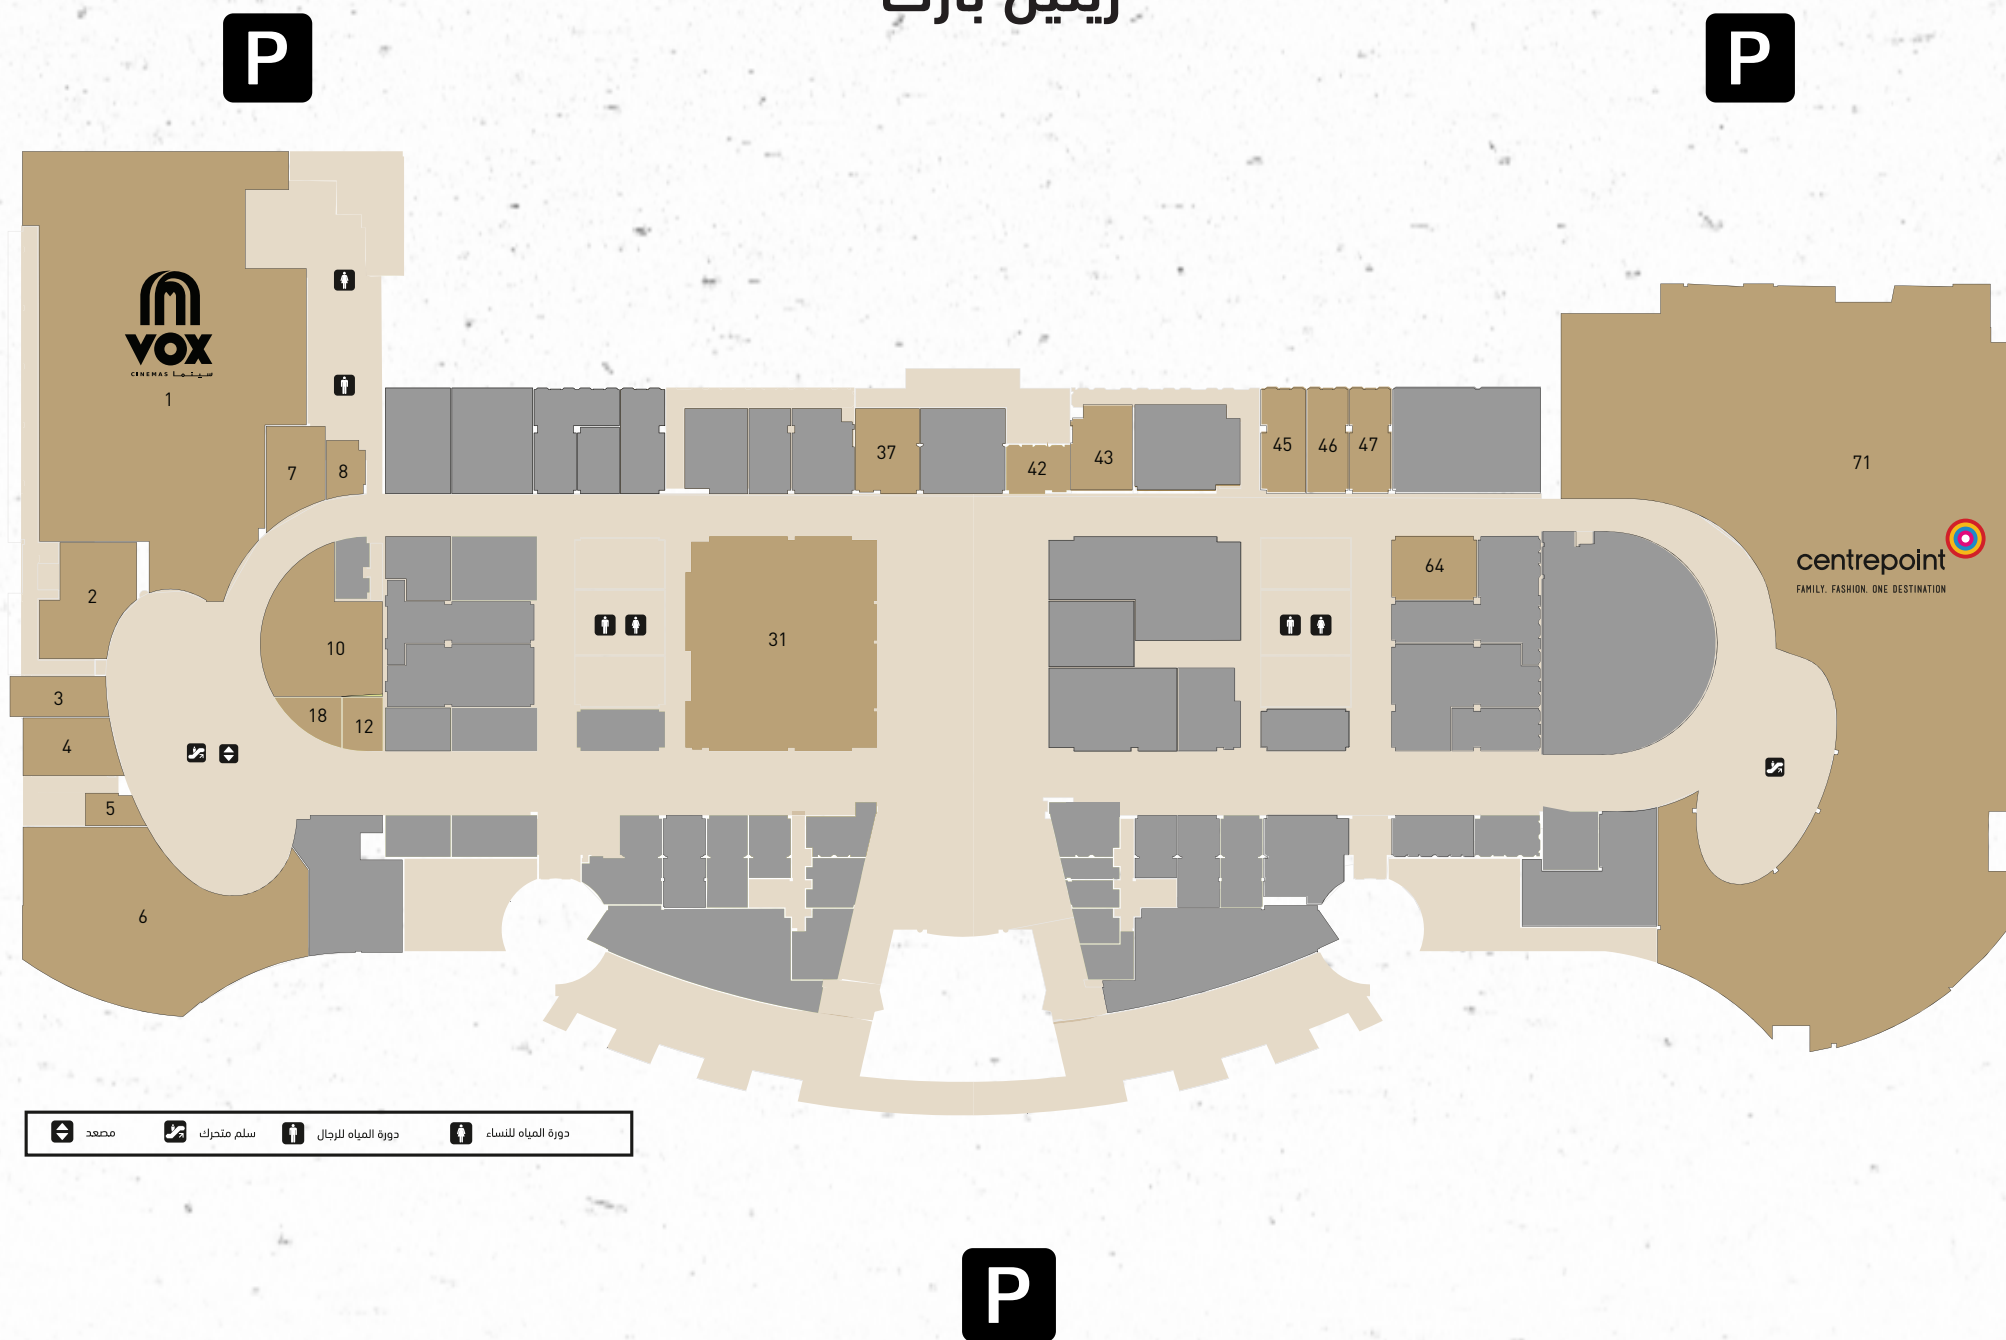 P
P
VOX
CINEMAS سينما
1
7
8
37
42
43
45
46
47
71
centrepoint
FAMILY. FASHION. ONE DESTINATION
2
10
31
64
3
18
12
4
5
6
مصعد
سلم متحرك
دورة المياه للرجال
دورة المياه للنساء
P